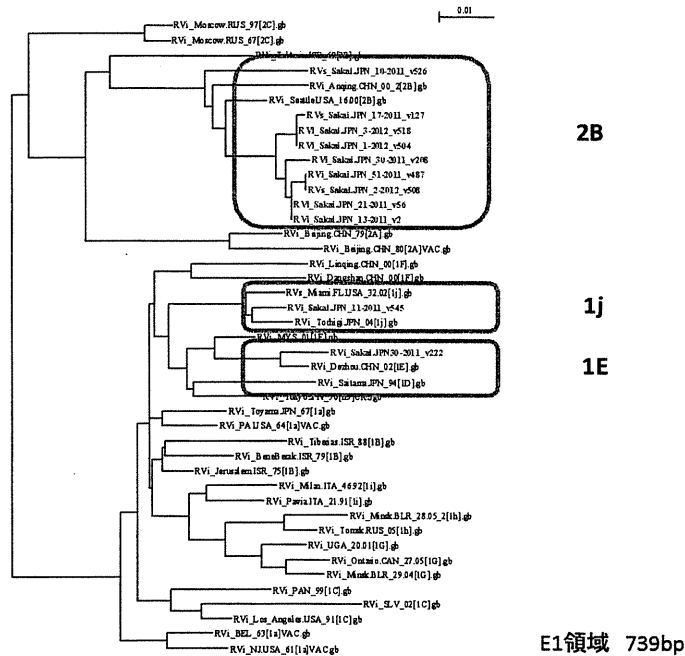 0.01
RVi_Moscow.RUS_97[2C].gb
RVi_Moscow.RUS_67[2C].gb
RVs_Sakai.JPN_10-2011_v526
RVi_Anqing.CHN_00_2[2B].gb
RVi_SeattleUSA_16.00[2B].gb
RVs_Sakai.JPN_17-2011_v127
RVi_Sakai.JPN_3-2012_v518
RVi_Sakai.JPN_1-2012_v504
RVi_Sakai.JPN_30-2011_v208
RVi_Sakai.JPN_51-2011_v487
RVs_Sakai.JPN_2-2012_v508
RVi_Sakai.JPN_21-2011_v56
RVi_Sakai.JPN_13-2011_v2
2B
RVi_Beijing.CHN_79[2A].gb
RVi_Beijing.CHN_80[2A]VAC.gb
RVi_Linqing.CHN_00[1F].gb
RVi_Dangshan.CHN_00[1F].gb
RVs_Miami.FL.USA_32.02[1j].gb
RVi_Sakai.JPN_11-2011_v545
RVi_Tochigi.JPN_04[1j].gb
1j
RVi_MYS_01[1E].gb
RVi_Sakai.JPN30-2011_v222
RVi_Dezhou.CHN_02[1E].gb
RVi_Saitama.JPN_94[1D].gb
1E
RVi_Toyama.JPN_67[1a].gb
RVi_PA.USA_64[1a]VAC.gb
RVi_Tiberias.ISR_88[1B].gb
RVi_BeneBerak.ISR_79[1B].gb
RVi_Jerusalem.ISR_75[1B].gb
RVi_Milan.ITA_46.92[1i].gb
RVi_Pavia.ITA_21.91[1i].gb
RVi_Minsk.BLR_28.05_2[1h].gb
RVi_Tomsk.RUS_05[1h].gb
RVi_UGA_20.01[1G].gb
RVi_Ontario.CAN_27.05[1G].gb
RVi_Minsk.BLR_29.04[1G].gb
RVi_PAN_99[1C].gb
RVi_SLV_02[1C].gb
RVi_Los_Angeles.USA_91[1C].gb
RVi_BEL_63[1a]VAC.gb
RVi_NJ.USA_61[1a]VAC.gb
E1領域 739bp